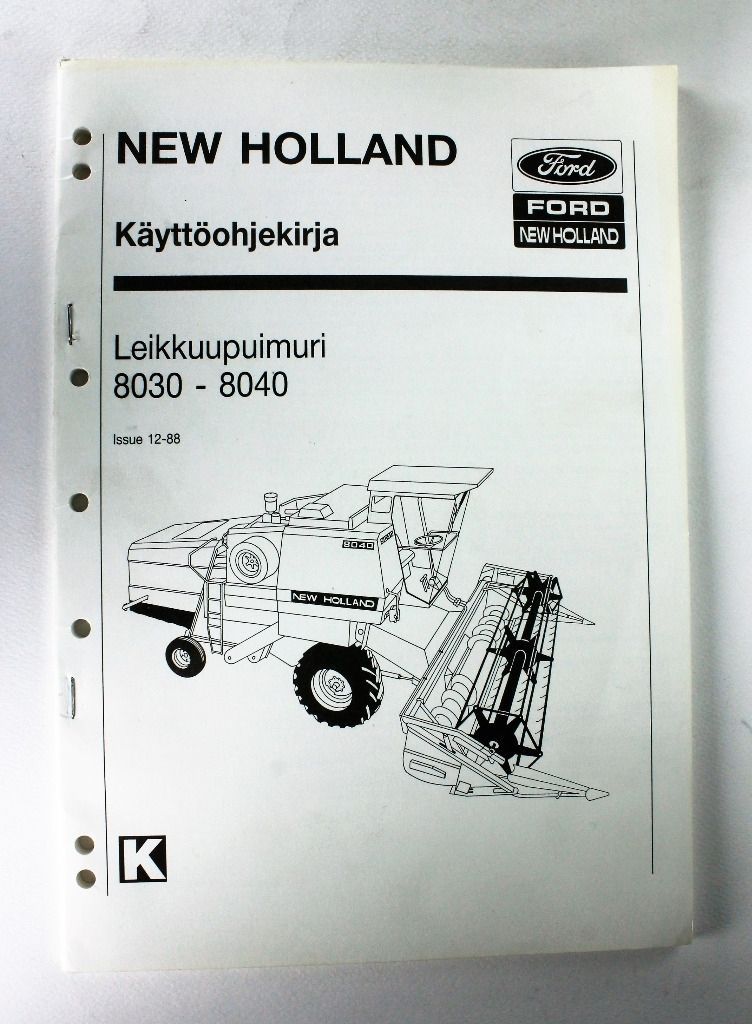 NEW HOLLAND
Ford
FORD
NEW HOLLAND
Käyttöohjekirja
Leikkuupuimuri
8030 - 8040
Issue 12-88
8040
NEW HOLLAND
K